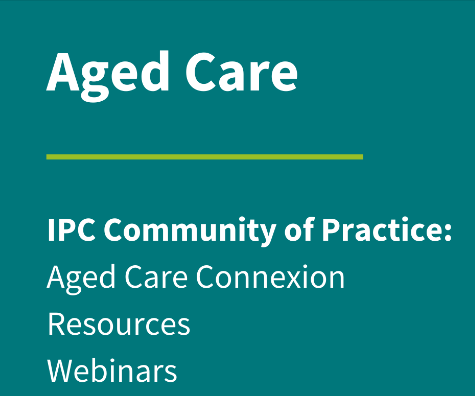 Aged Care
IPC Community of Practice:
Aged Care Connexion
Resources
Webinars